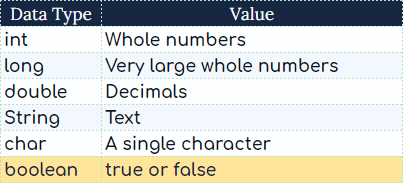 Data Type Value
int Whole numbers
long Very large whole numbers
double Decimals
String Text
char A single character
boolean true or false